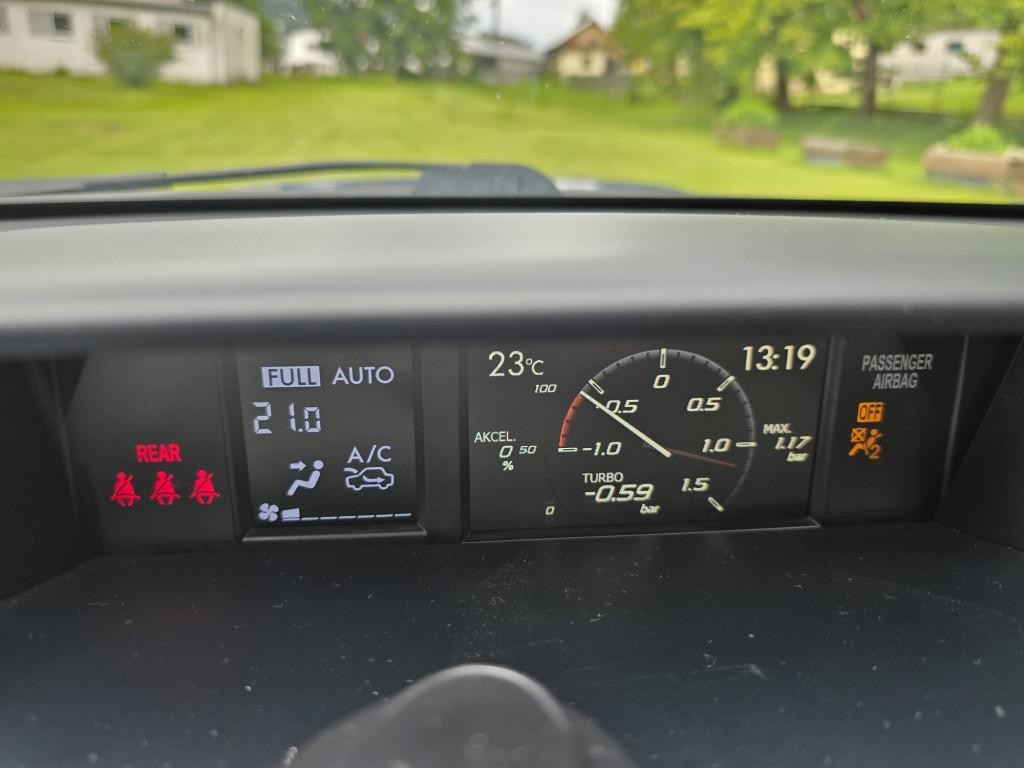 REAR
FULL AUTO
21.0
A/C
23°C
13:19
100
AKCEL.
0 50
%
0
0
-0.5 0.5
-1.0 1.0
1.5
TURBO
-0.59
bar
MAX.
1.17
bar
PASSENGER
AIRBAG
OFF
2